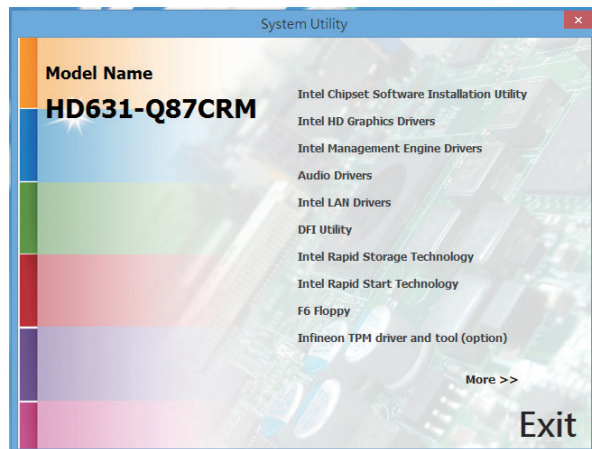 System Utility
×
Model Name
HD631-Q87CRM
Intel Chipset Software Installation Utility
Intel HD Graphics Drivers
Intel Management Engine Drivers
Audio Drivers
Intel LAN Drivers
DFI Utility
Intel Rapid Storage Technology
Intel Rapid Start Technology
F6 Floppy
Infineon TPM driver and tool (option)
More >>
Exit